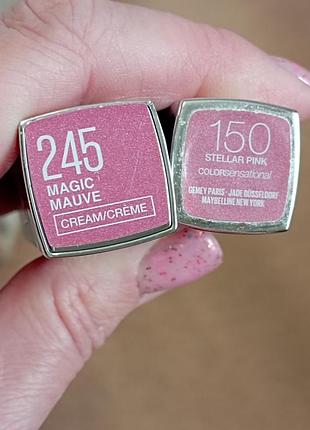 245
MAGIC
MAUVE
CREAM/CRÈME
150
STELLAR PINK
COLORsensational
GEMEY PARIS - JADE DÜSSELDORF
MAYBELLINE NEW YORK